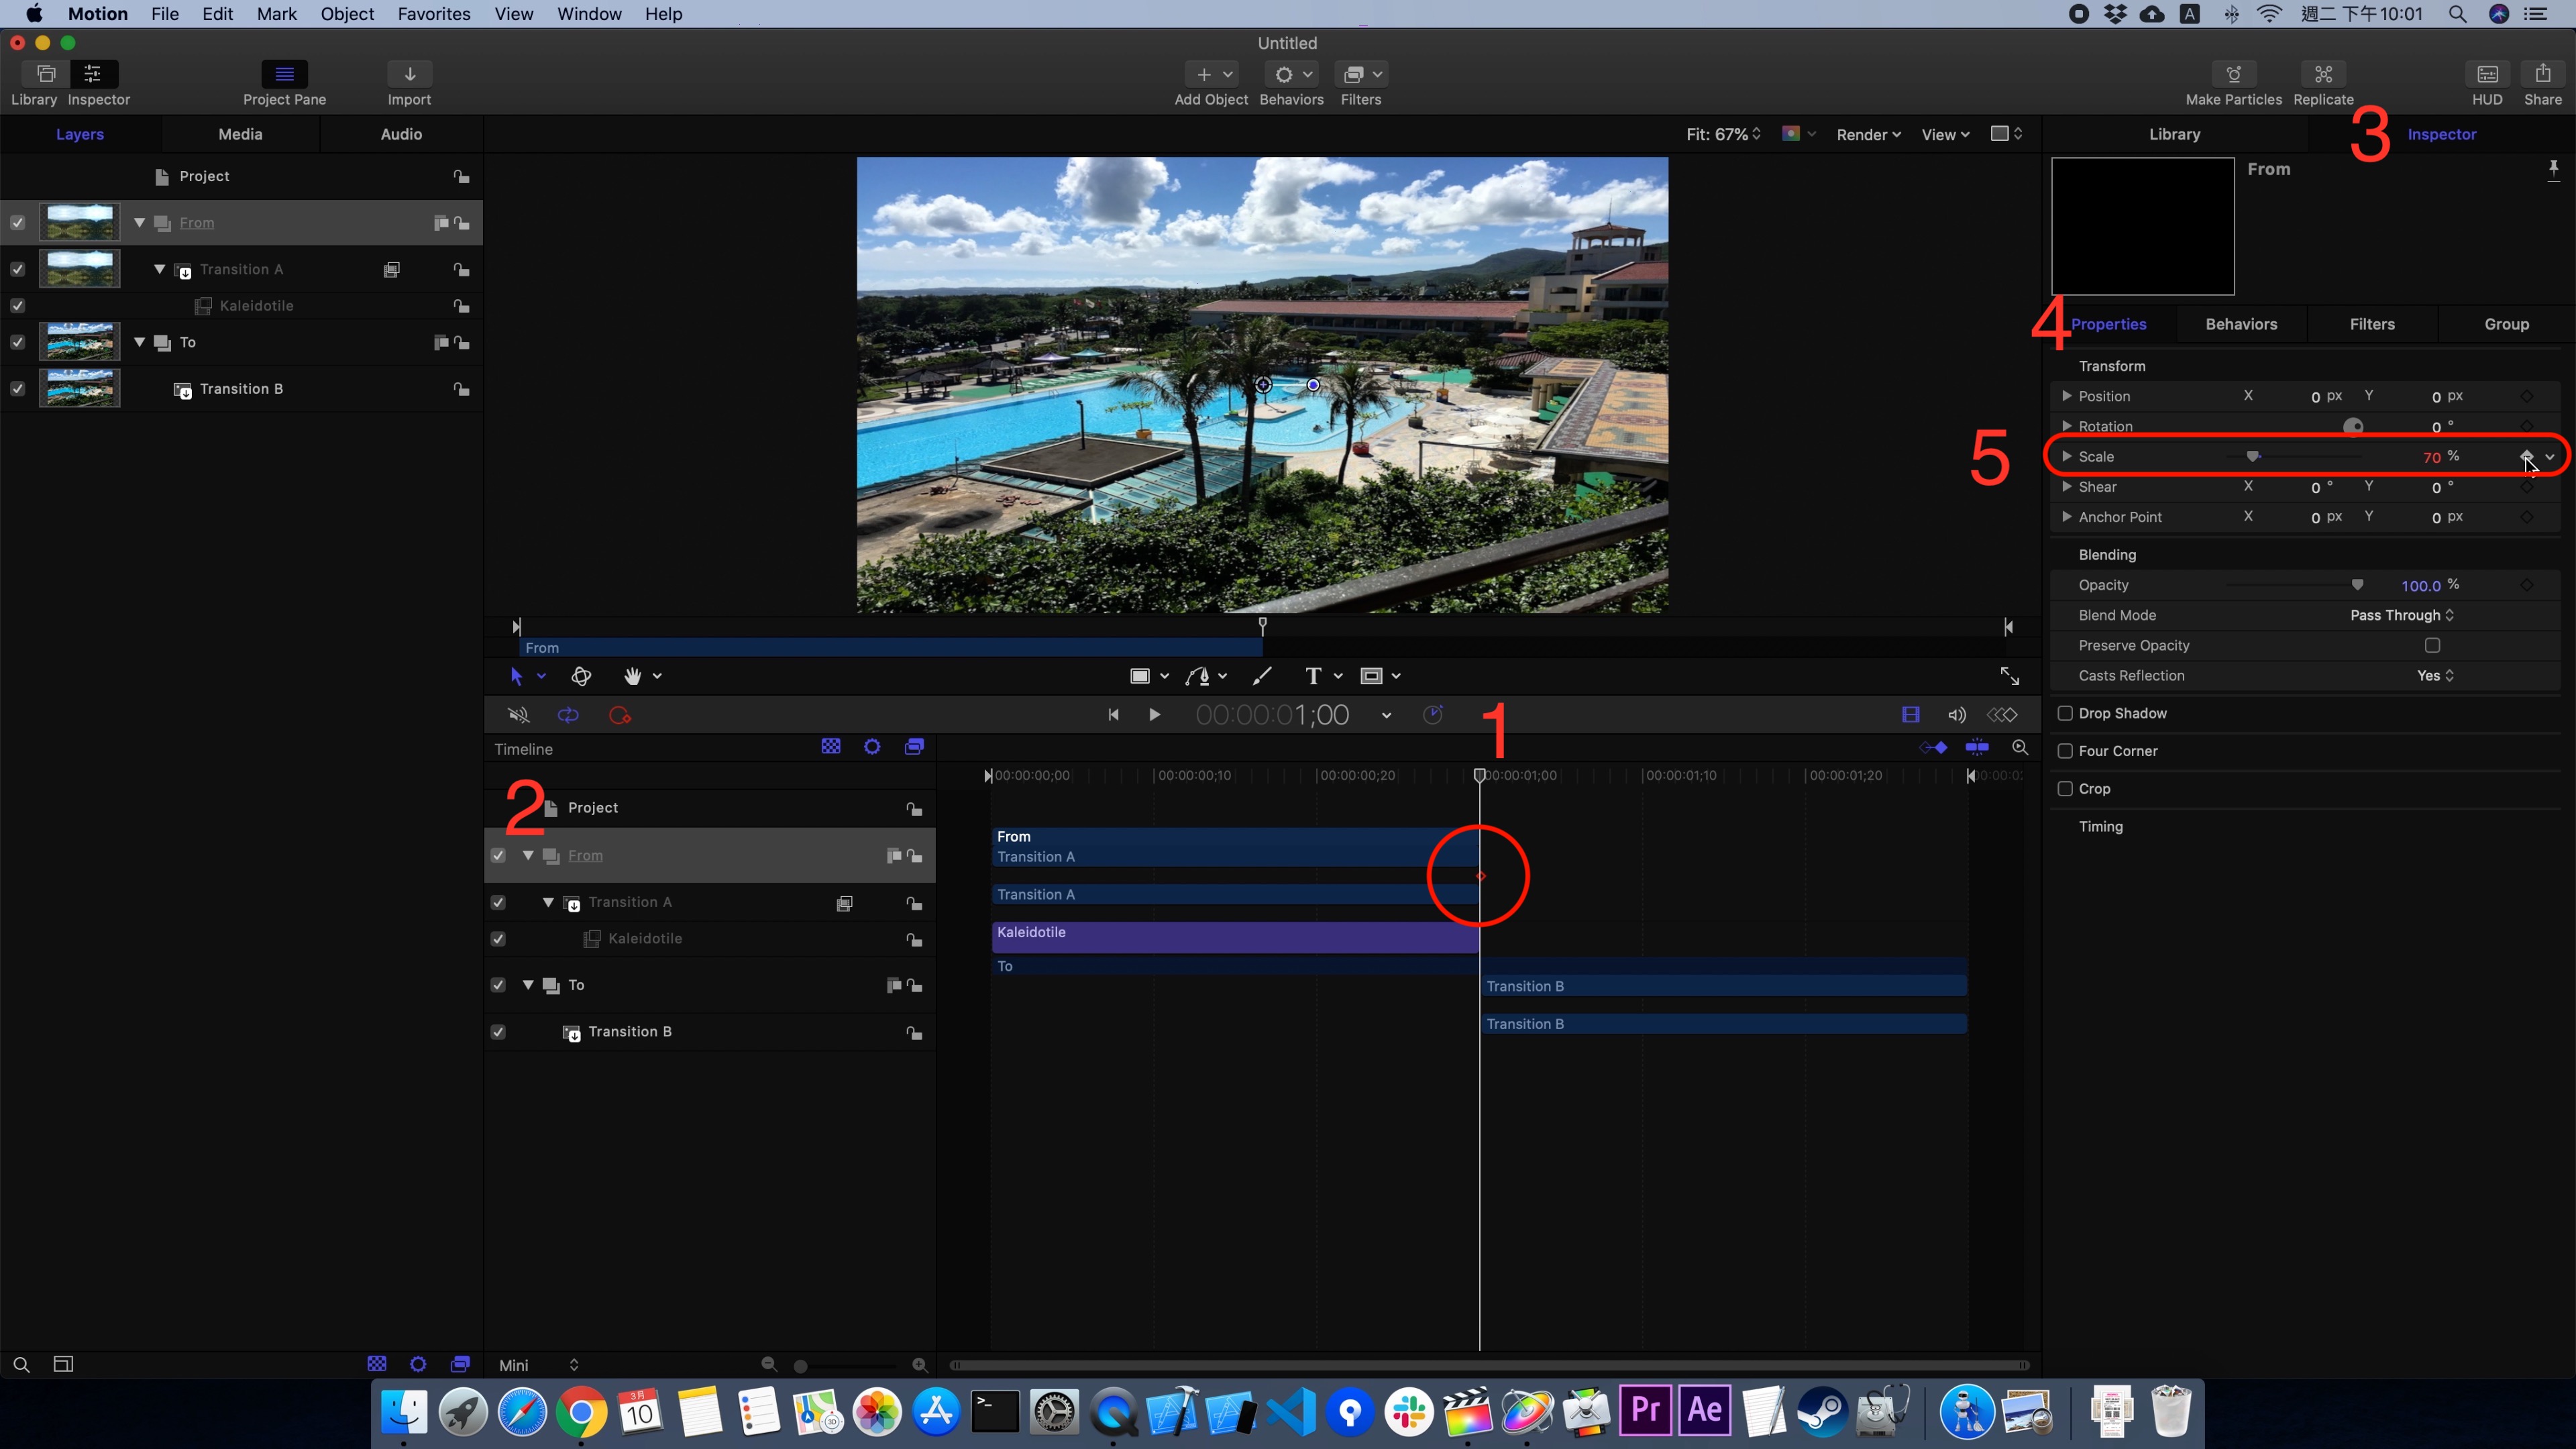 Motion File Edit Mark Object Favorites View Window Help
A 週二 下午10:01
Untitled
Library Inspector Project Pane Import Add Object Behaviors Filters Make Particles Replicate HUD Share
Layers Media Audio
Fit: 67% Render View
3
Library Inspector
Project
From
From
Transition A
Kaleidotile
To
Transition B
4
Properties Behaviors Filters Group
Transform
Position X 0 px Y 0 px
Rotation 0 °
5
Scale 70 %
Shear X 0 ° Y 0 °
Anchor Point X 0 px Y 0 px
Blending
Opacity 100.0 %
Blend Mode Pass Through
Preserve Opacity
Casts Reflection Yes
Drop Shadow
Four Corner
Crop
Timing
From
T
00:00:00:01;00
1
Timeline
00:00:00;00 00:00:00;10 00:00:00;20 00:00:01;00 00:00:01;10 00:00:01;20
2
Project
From
From
Transition A
Transition A
Transition A
Kaleidotile
Kaleidotile
To
To
Transition B
Transition B
Transition B
Mini
3月
10
3D
Pr
Ae